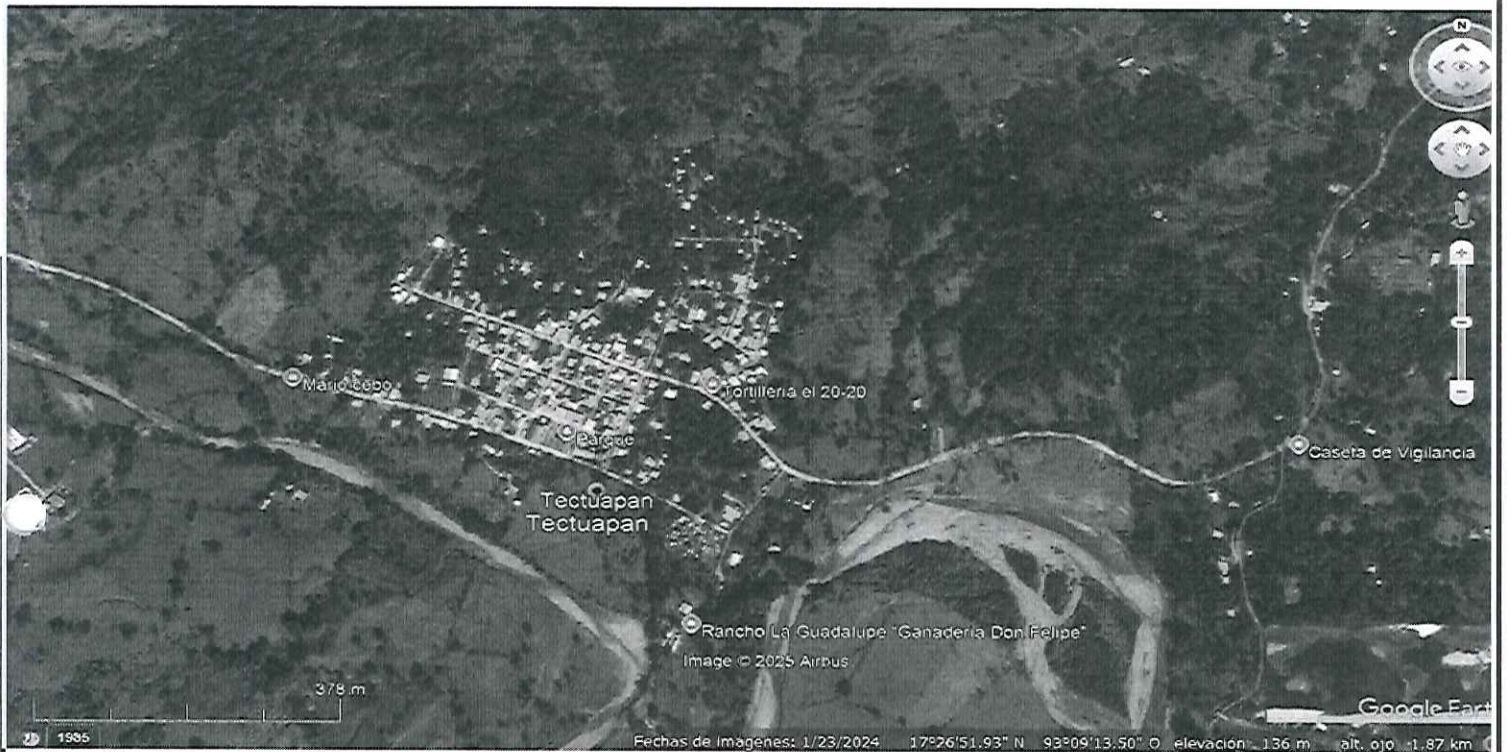 N
Mario cebo
Tortilleria el 20-20
Parque
Caseta de Vigilancia
Tectuapan
Tectuapan
Rancho La Guadalupe "Ganaderia Don Felipe"
Image © 2025 Airbus
378 m
Google Eart
1985
Fechas de imágenes: 1/23/2024 17°26'51.93" N 93°09'13.50" O elevación 136 m alt. ojo 1.87 km